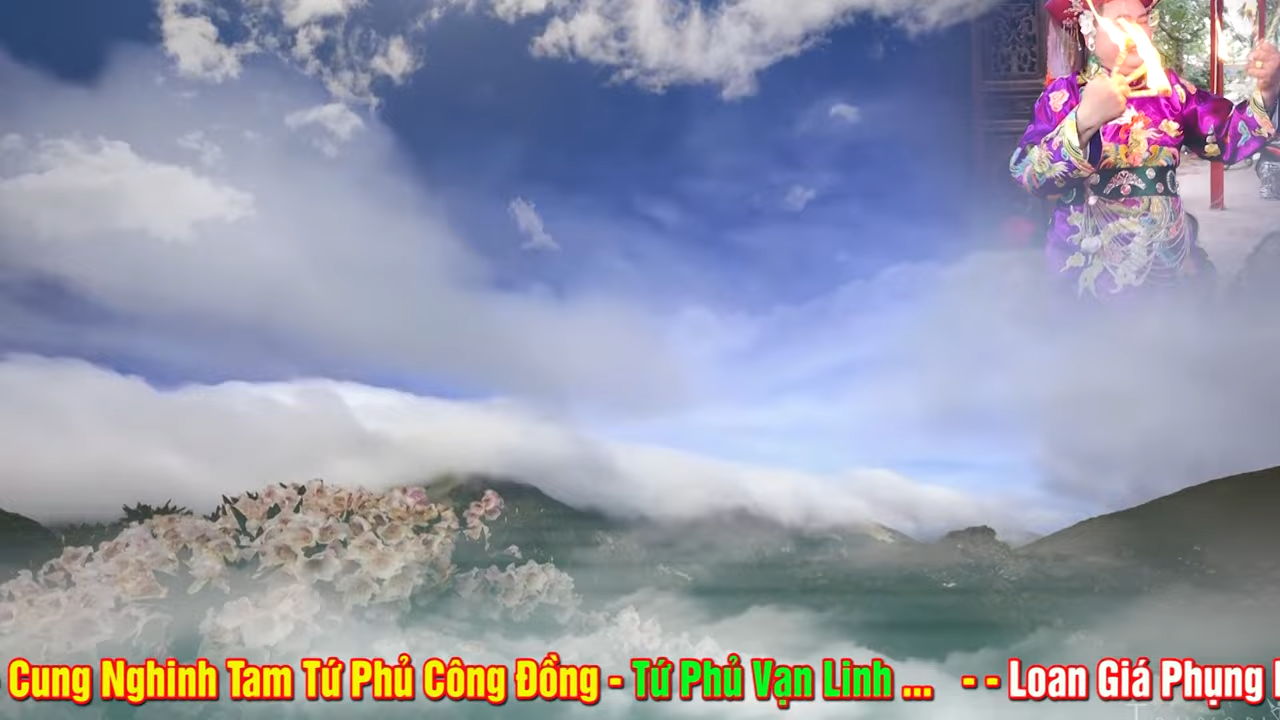 - Cung Nghinh Tam Tứ Phủ Công Đồng - Tứ Phủ Vạn Linh ... - - Loan Giá Phụng